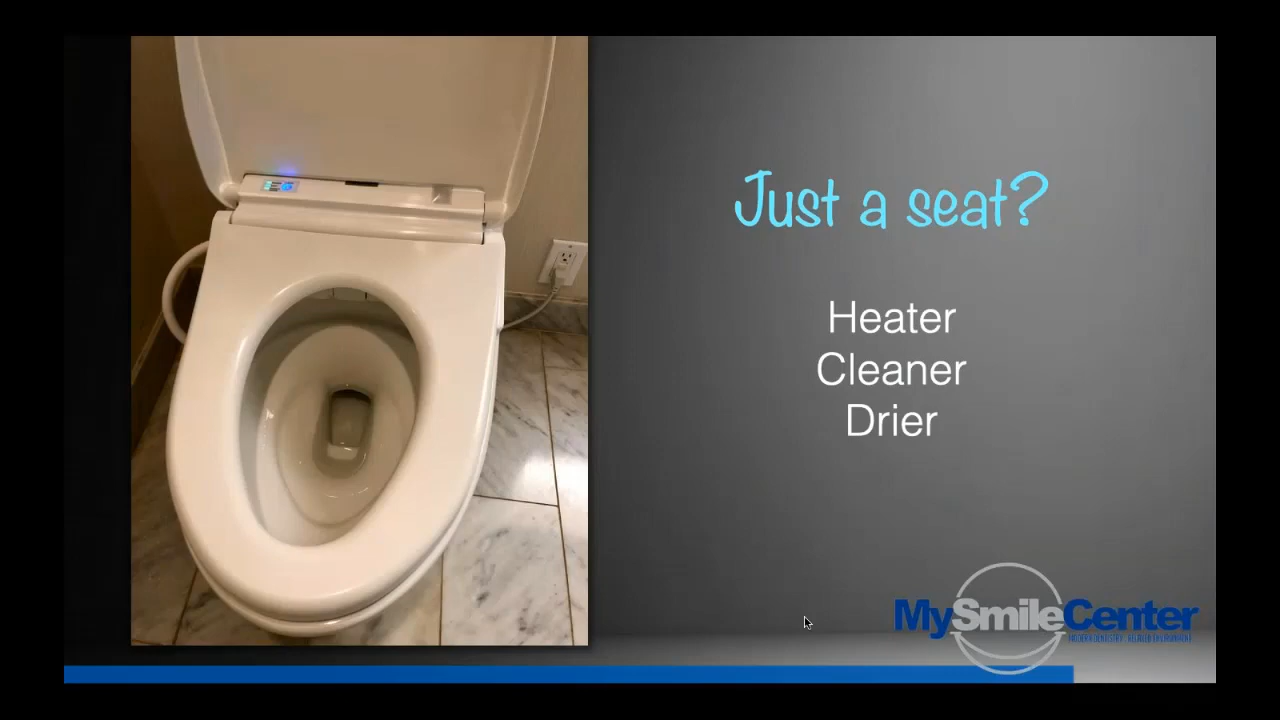 Just a seat?
Heater
Cleaner
Drier
MySmileCenter